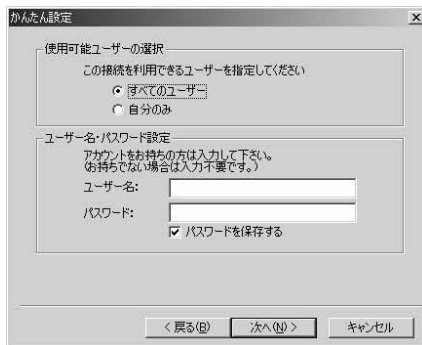 かんたん設定
使用可能ユーザーの選択
この接続を利用できるユーザーを指定してください
すべてのユーザー
自分のみ
ユーザー名・パスワード設定
アカウントをお持ちの方は入力して下さい。
(お持ちでない場合は入力不要です。)
ユーザー名:
パスワード:
パスワードを保存する
< 戻る(B)
次へ(N) >
キャンセル